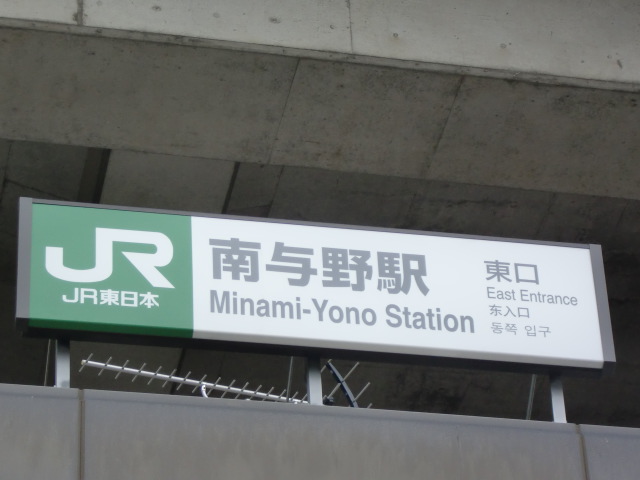 JR
JR東日本
南与野駅
Minami-Yono Station
東口
East Entrance
东入口
동쪽 입구